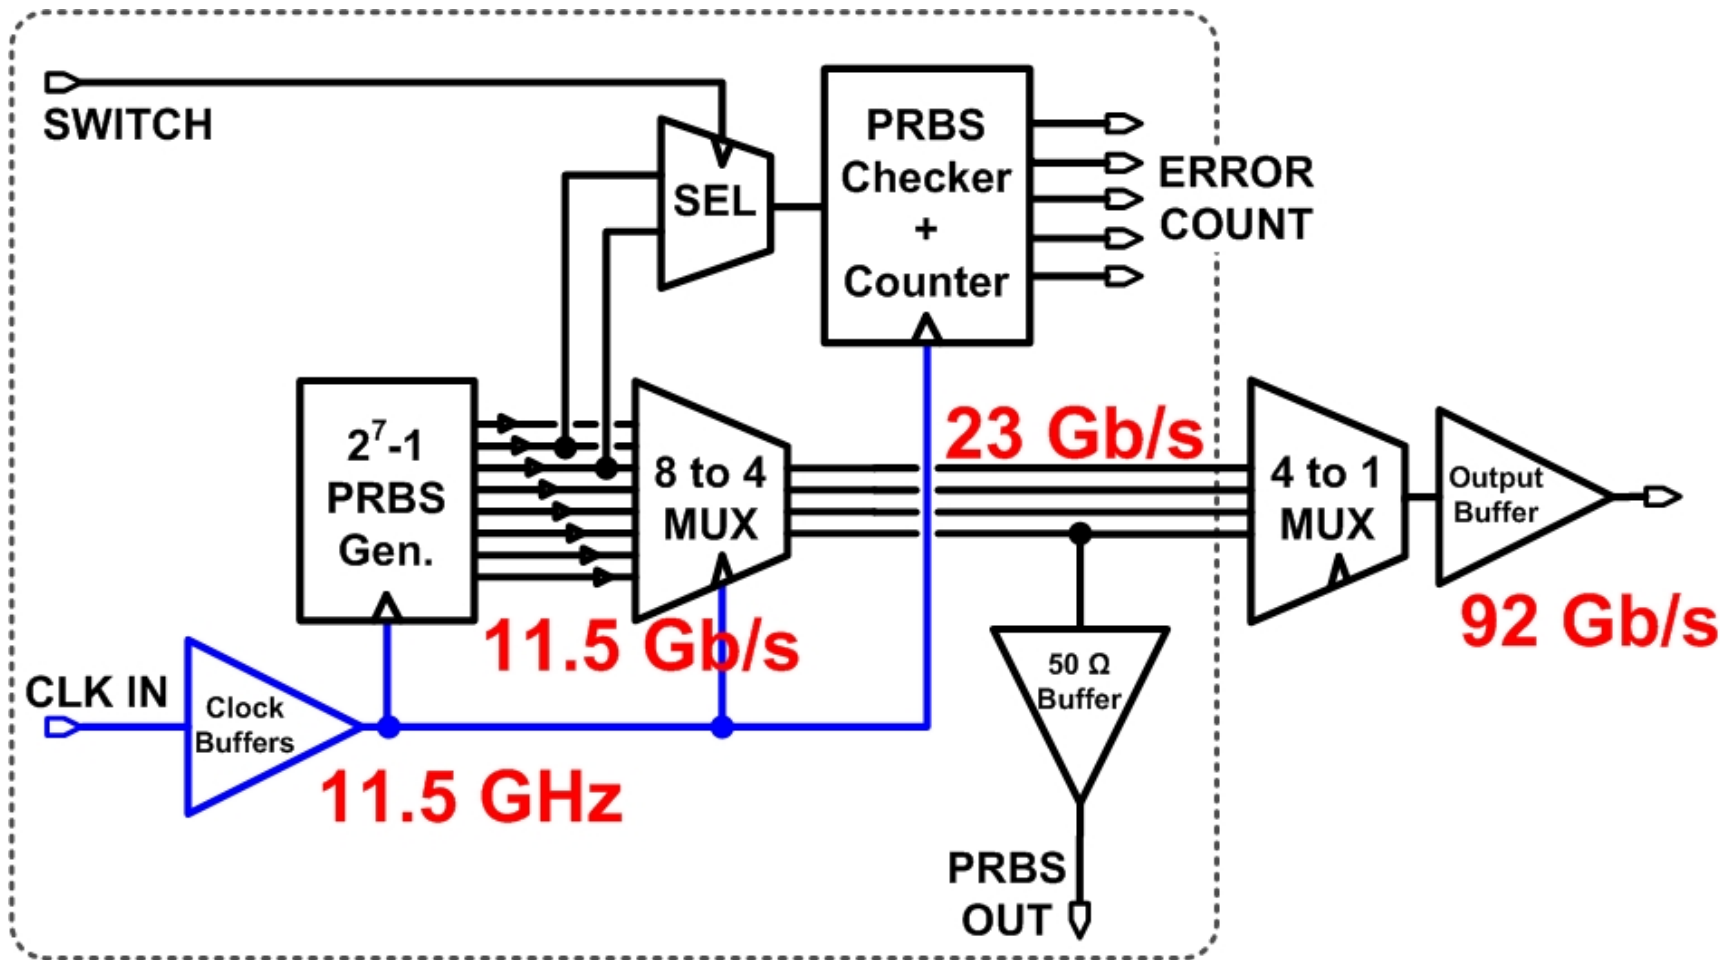 SWITCH
SEL
PRBS
Checker
+
Counter
ERROR
COUNT
2⁷-1
PRBS
Gen.
8 to 4
MUX
23 Gb/s
4 to 1
MUX
Output
Buffer
11.5 Gb/s
92 Gb/s
CLK IN
Clock
Buffers
50 Ω
Buffer
11.5 GHz
PRBS
OUT